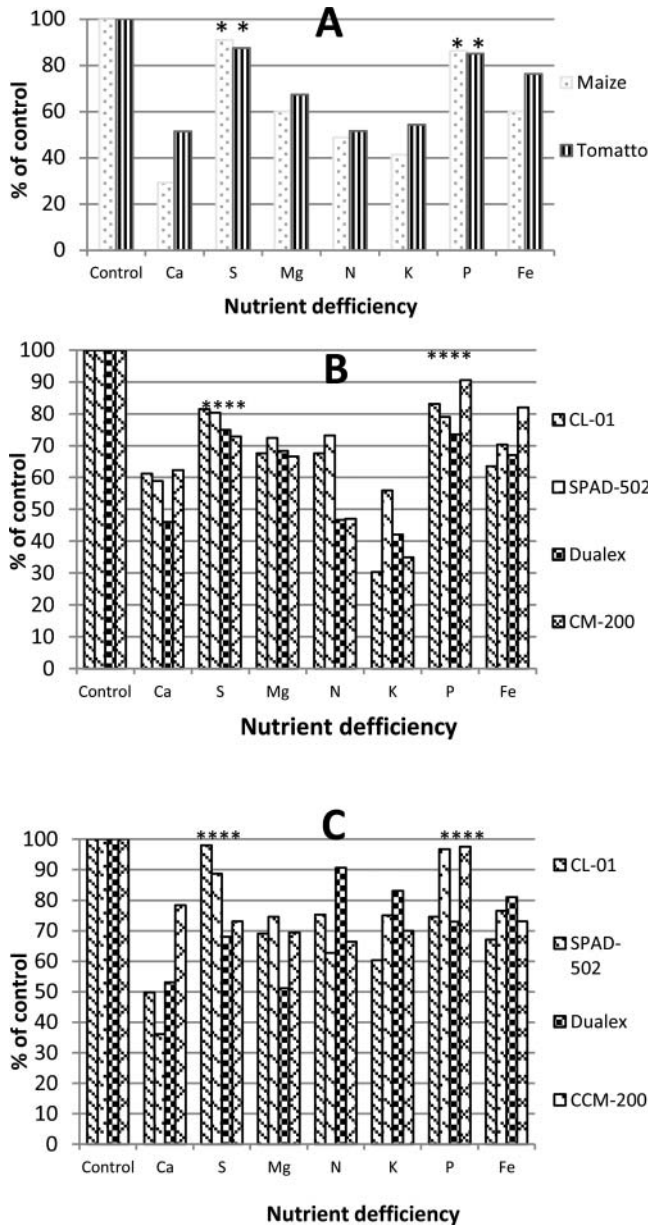 A
% of control
100
80
60
40
20
0
* *
* *
Maize
Tomatto
Control Ca S Mg N K P Fe
Nutrient defficiency
B
% of control
100
90
80
70
60
50
40
30
20
10
0
****
****
CL-01
SPAD-502
Dualex
CM-200
Control Ca S Mg N K P Fe
Nutrient defficiency
C
% of control
100
90
80
70
60
50
40
30
20
10
0
****
****
CL-01
SPAD-
502
Dualex
CCM-200
Control Ca S Mg N K P Fe
Nutrient defficiency